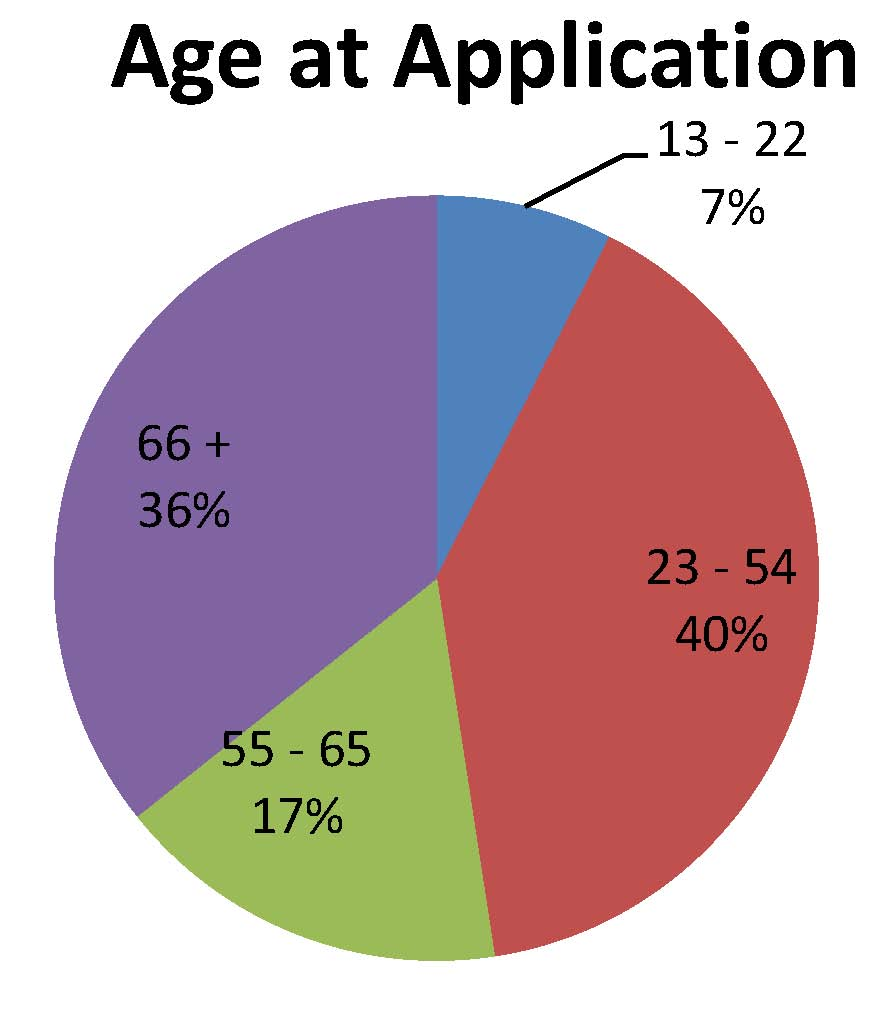 Age at Application
13 - 22
7%
23 - 54
40%
55 - 65
17%
66 +
36%